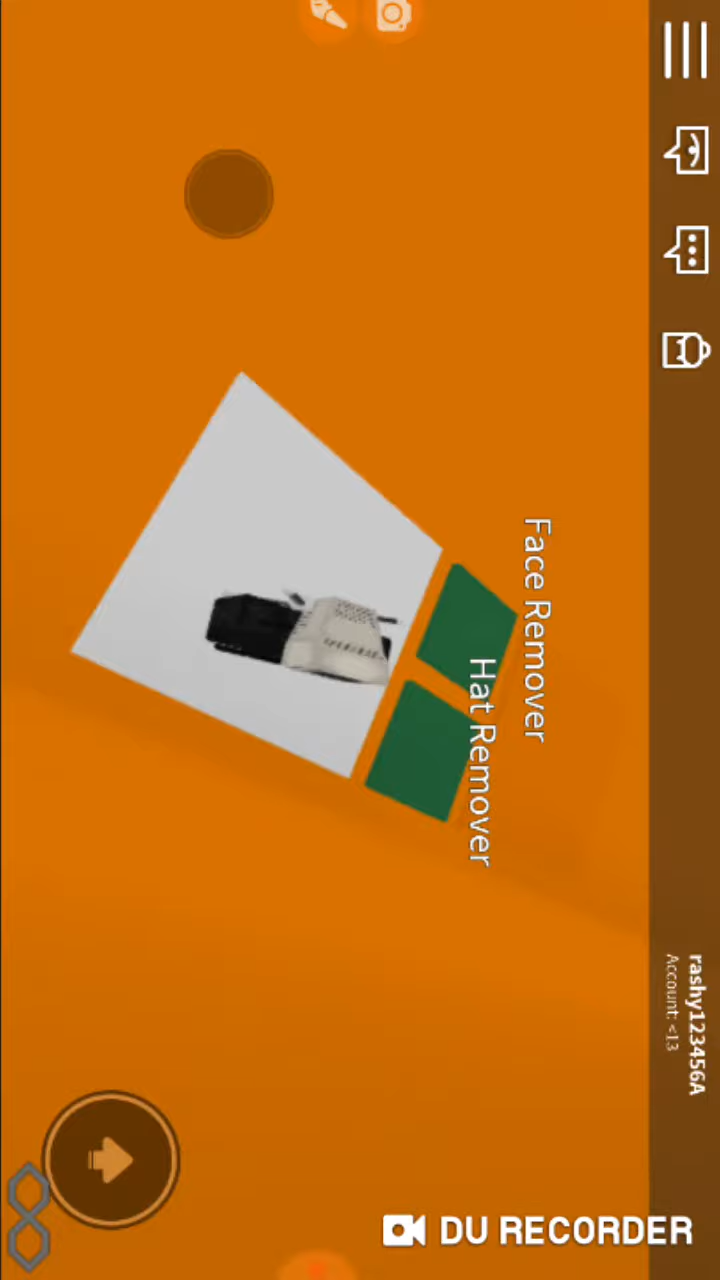 rashy123456A
Account: <13
Face Remover
Hat Remover
DU RECORDER